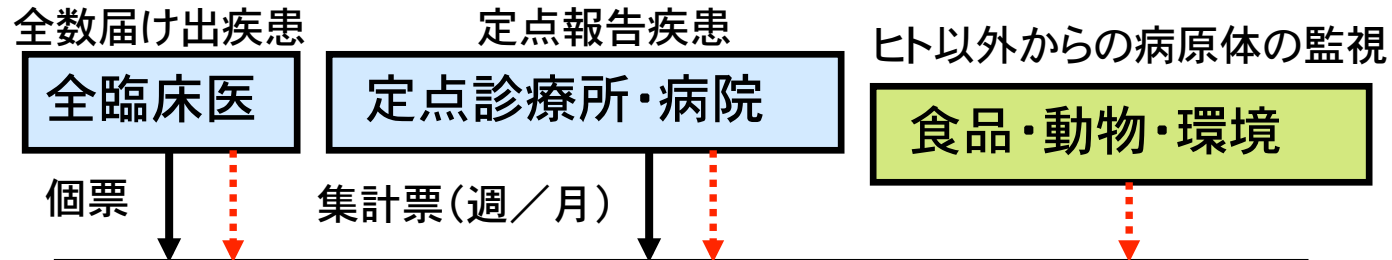 全数届け出疾患
全臨床医
個票
定点報告疾患
定点診療所・病院
集計票（週／月）
ヒト以外からの病原体の監視
食品・動物・環境